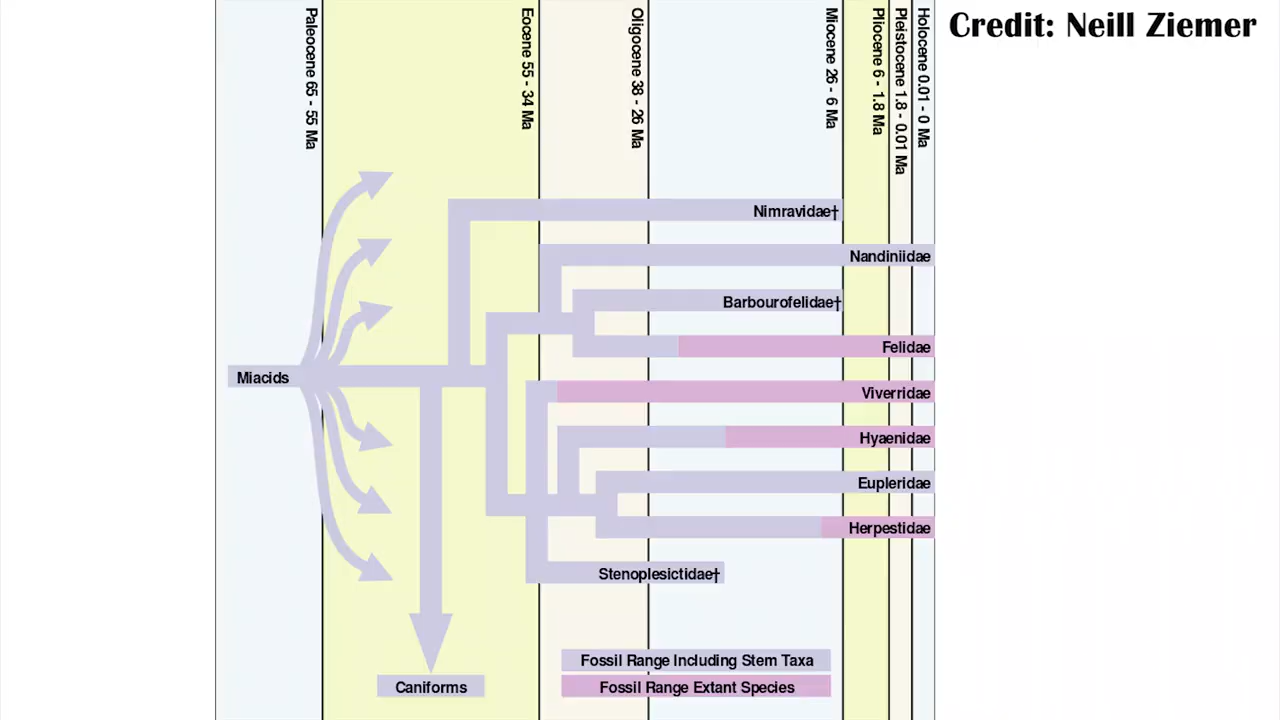 Credit: Neill Ziemer
Paleocene 65 - 55 Ma
Eocene 55 - 34 Ma
Oligocene 38 - 26 Ma
Miocene 26 - 6 Ma
Pliocene 6 - 1.8 Ma
Pleistocene 1.8 - 0.01 Ma
Holocene 0.01 - 0 Ma
Nimravidae†
Nandiniidae
Barbourofelidae†
Felidae
Miacids
Viverridae
Hyaenidae
Eupleridae
Herpestidae
Stenoplesictidae†
Fossil Range Including Stem Taxa
Caniforms
Fossil Range Extant Species